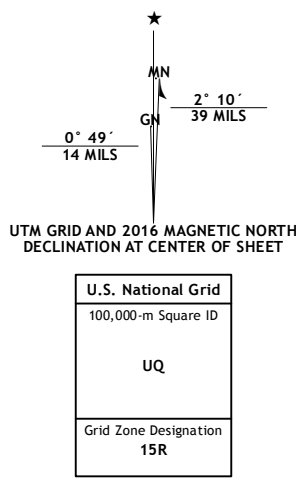 ★
MN
2° 10´
39 MILS
GN
0° 49´
14 MILS
UTM GRID AND 2016 MAGNETIC NORTH
DECLINATION AT CENTER OF SHEET
U.S. National Grid
100,000-m Square ID
UQ
Grid Zone Designation
15R